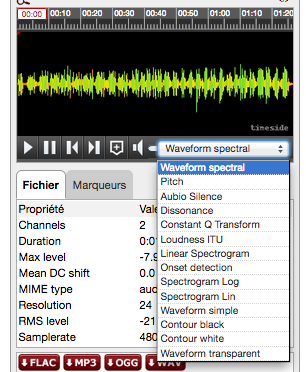 00:00 00:10 00:20 00:30 00:40 00:50 01:00 01:10 01:20
timeside
Waveform spectral
Waveform spectral
Pitch
Aubio Silence
Dissonance
Constant Q Transform
Loudness ITU
Linear Spectrogram
Onset detection
Spectrogram Log
Spectrogram Lin
Waveform simple
Contour black
Contour white
Waveform transparent
Fichier Marqueurs
Propriété
Channels 2
Duration 0:0
Max level -7.9
Mean DC shift 0.0
MIME type
Resolution 24
RMS level -21
Samplerate 480
FLAC MP3 OGG WAV